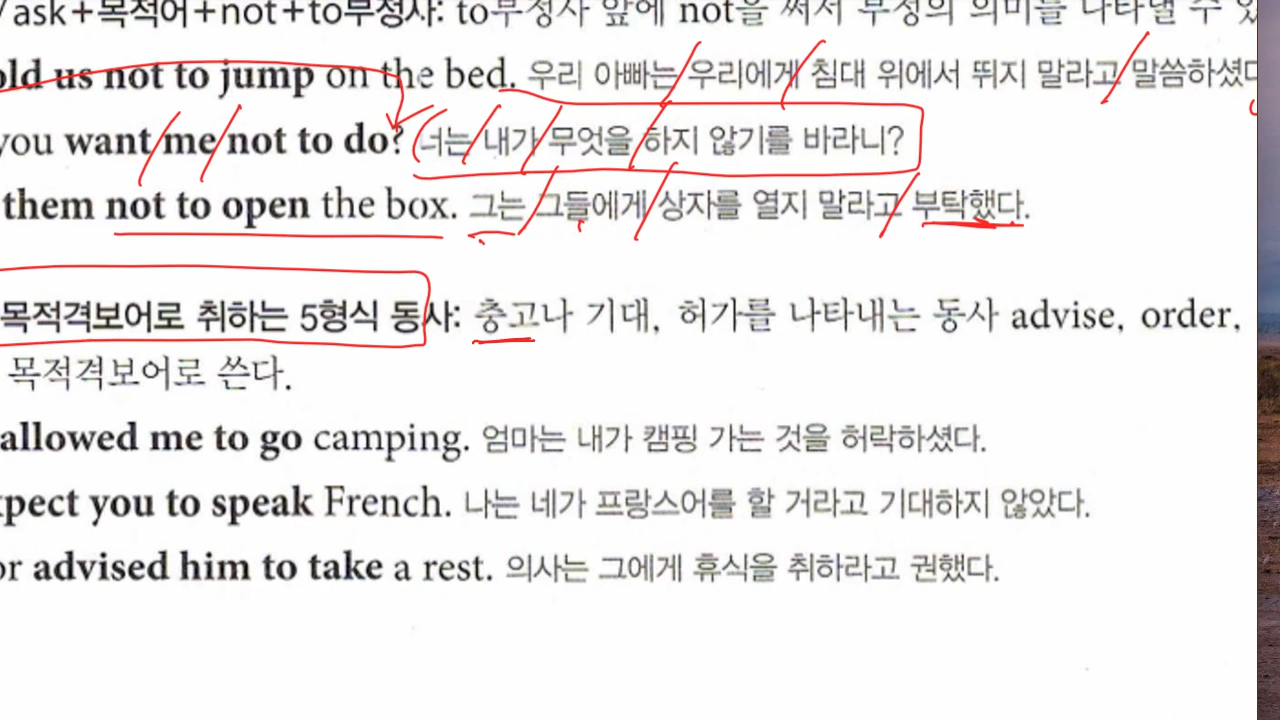 /ask+목적어+not+to부정사: to부정사 앞에 not을 써서 부정의 의미를 나타낼 수
old us not to jump on the bed. 우리 아빠는 우리에게 침대 위에서 뛰지 말라고 말씀하셨다
you want me not to do? 너는 내가 무엇을 하지 않기를 바라니?
them not to open the box. 그는 그들에게 상자를 열지 말라고 부탁했다.
목적격보어로 취하는 5형식 동사: 충고나 기대, 허가를 나타내는 동사 advise, order,
목적격보어로 쓴다.
allowed me to go camping. 엄마는 내가 캠핑 가는 것을 허락하셨다.
xpect you to speak French. 나는 네가 프랑스어를 할 거라고 기대하지 않았다.
or advised him to take a rest. 의사는 그에게 휴식을 취하라고 권했다.